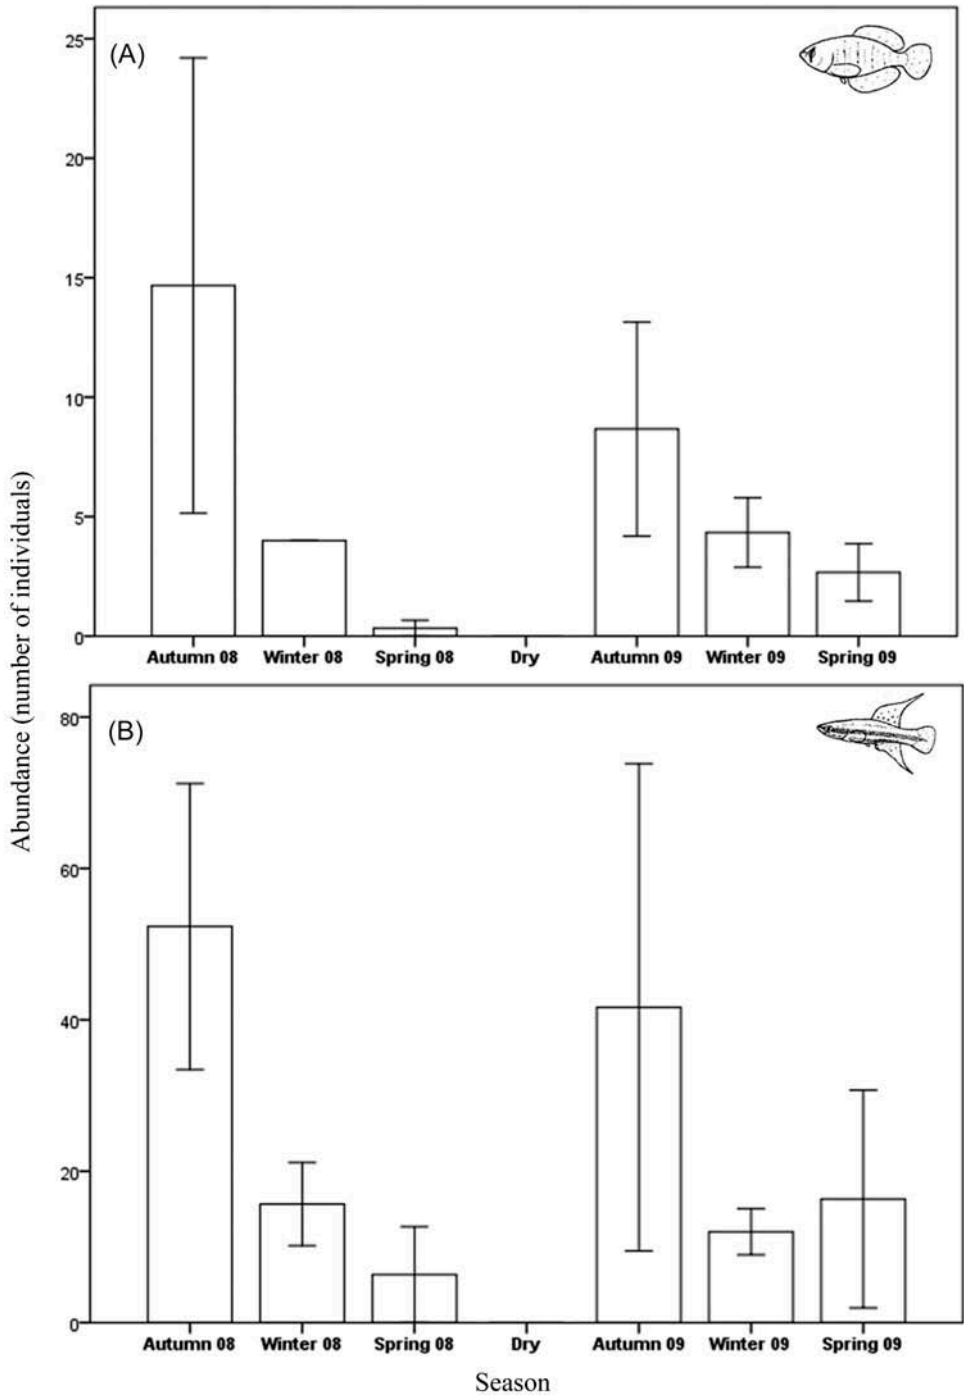 (A)
25
20
15
10
5
0
Autumn 08 Winter 08 Spring 08 Dry Autumn 09 Winter 09 Spring 09
Abundance (number of individuals)
(B)
80
60
40
20
0
Autumn 08 Winter 08 Spring 08 Dry Autumn 09 Winter 09 Spring 09
Season